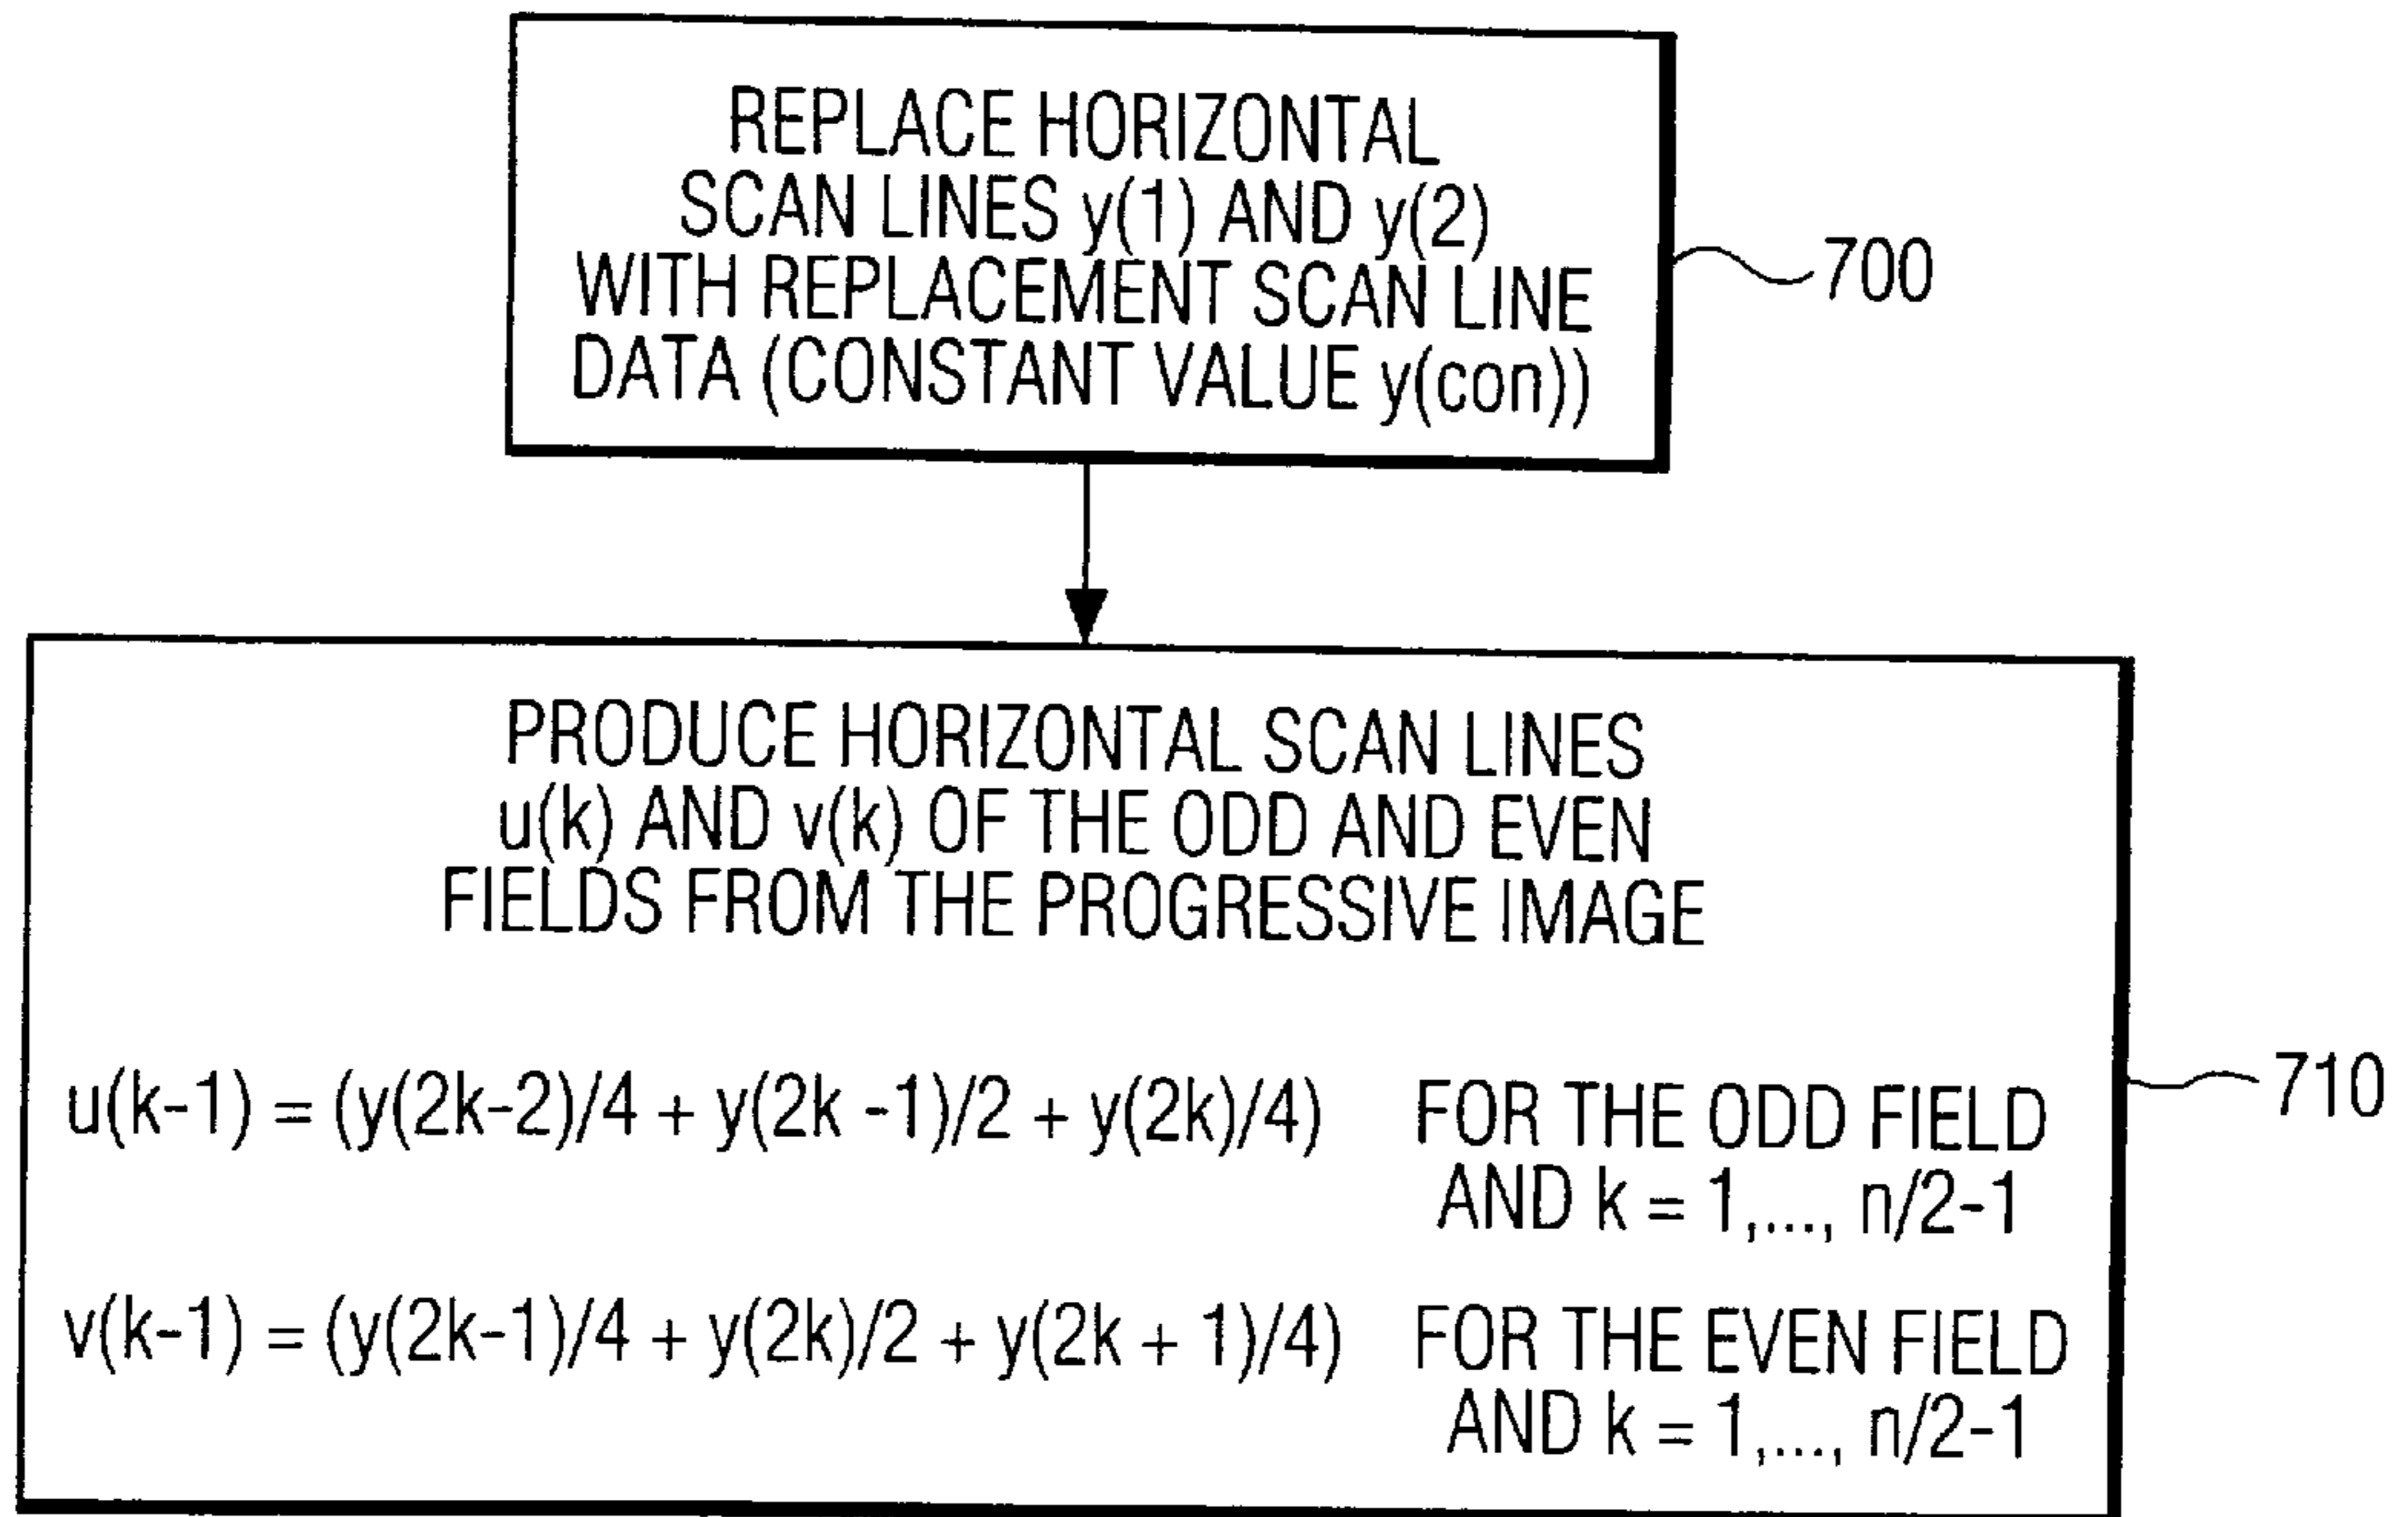 REPLACE HORIZONTAL
SCAN LINES y(1) AND y(2)
WITH REPLACEMENT SCAN LINE
DATA (CONSTANT VALUE y(con))
700
PRODUCE HORIZONTAL SCAN LINES
u(k) AND v(k) OF THE ODD AND EVEN
FIELDS FROM THE PROGRESSIVE IMAGE
u(k-1) = (y(2k-2)/4 + y(2k -1)/2 + y(2k)/4) FOR THE ODD FIELD
AND k = 1,..., n/2-1
710
v(k-1) = (y(2k-1)/4 + y(2k)/2 + y(2k + 1)/4) FOR THE EVEN FIELD
AND k = 1,..., n/2-1